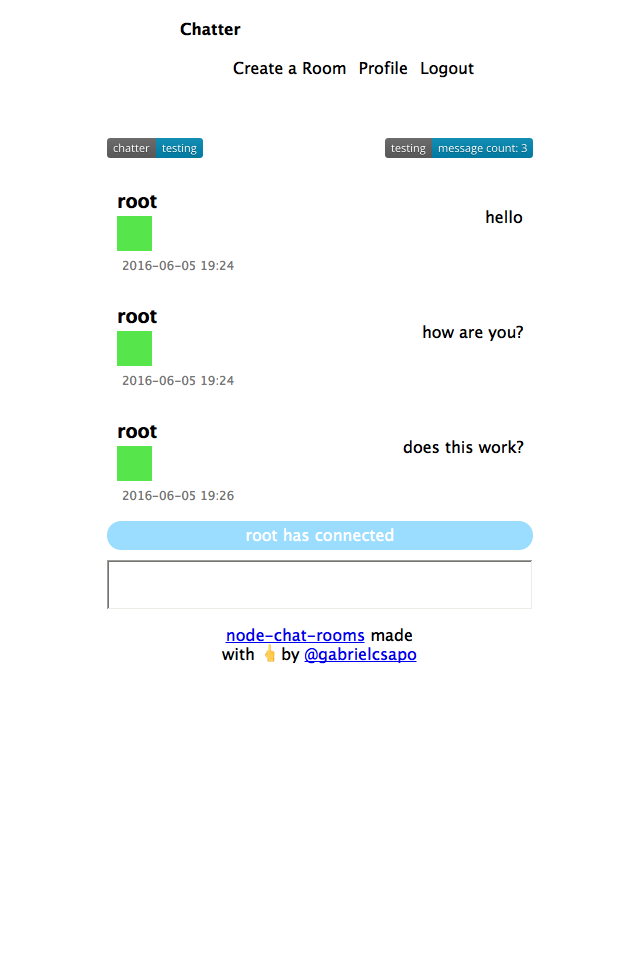 Chatter
Create a Room Profile Logout
chatter testing
testing message count: 3
root
hello
2016-06-05 19:24
root
how are you?
2016-06-05 19:24
root
does this work?
2016-06-05 19:26
root has connected
node-chat-rooms made
with 👆 by @gabrielcsapo